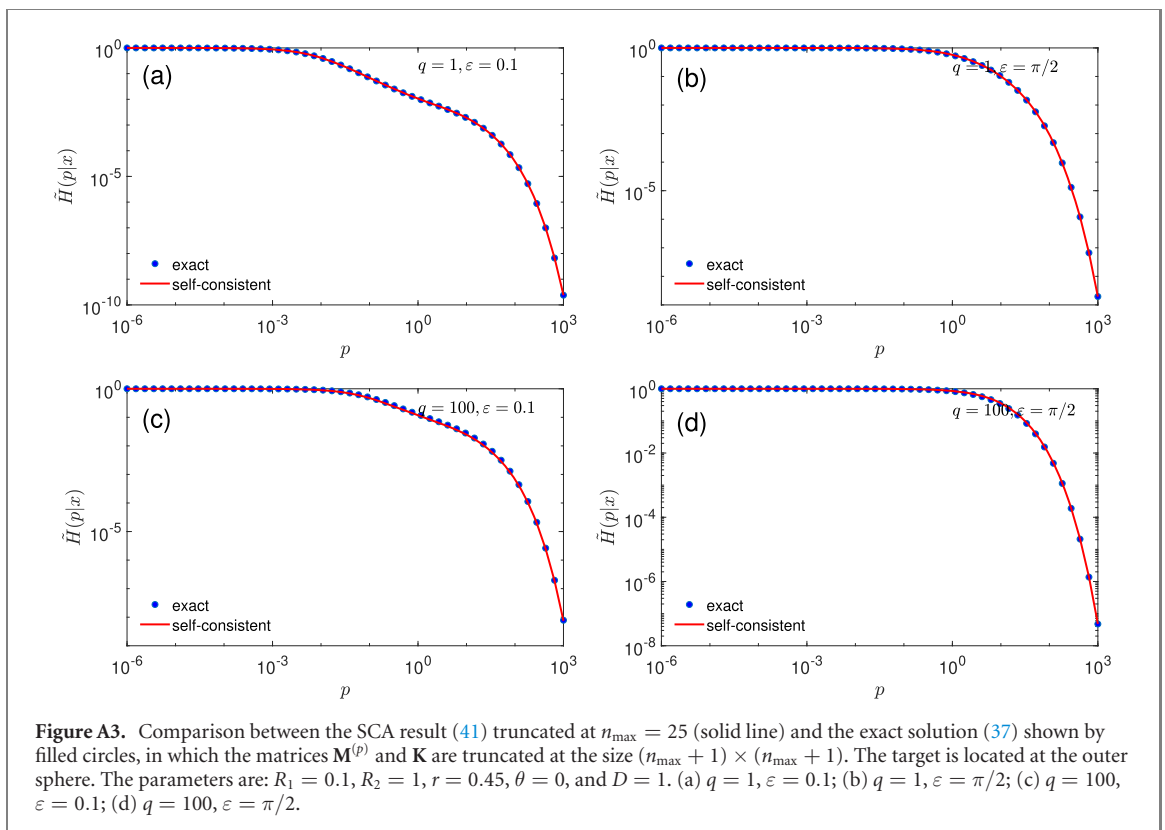 10^0
(a)
q = 1, ε = 0.1
H̃(p|x)
10^-5
exact
self-consistent
10^-10
10^-6
10^-3
10^0
10^3
p
10^0
(b)
q = 1, ε = π/2
H̃(p|x)
10^-5
exact
self-consistent
10^-6
10^-3
10^0
10^3
p
10^0
(c)
q = 100, ε = 0.1
H̃(p|x)
10^-5
exact
self-consistent
10^-6
10^-3
10^0
10^3
p
10^0
(d)
q = 100, ε = π/2
10^-2
H̃(p|x)
10^-4
10^-6
exact
self-consistent
10^-8
10^-6
10^-3
10^0
10^3
p
Figure A3. Comparison between the SCA result (41) truncated at n_max = 25 (solid line) and the exact solution (37) shown by
filled circles, in which the matrices M^(p) and K are truncated at the size (n_max + 1) × (n_max + 1). The target is located at the outer
sphere. The parameters are: R_1 = 0.1, R_2 = 1, r = 0.45, θ = 0, and D = 1. (a) q = 1, ε = 0.1; (b) q = 1, ε = π/2; (c) q = 100,
ε = 0.1; (d) q = 100, ε = π/2.